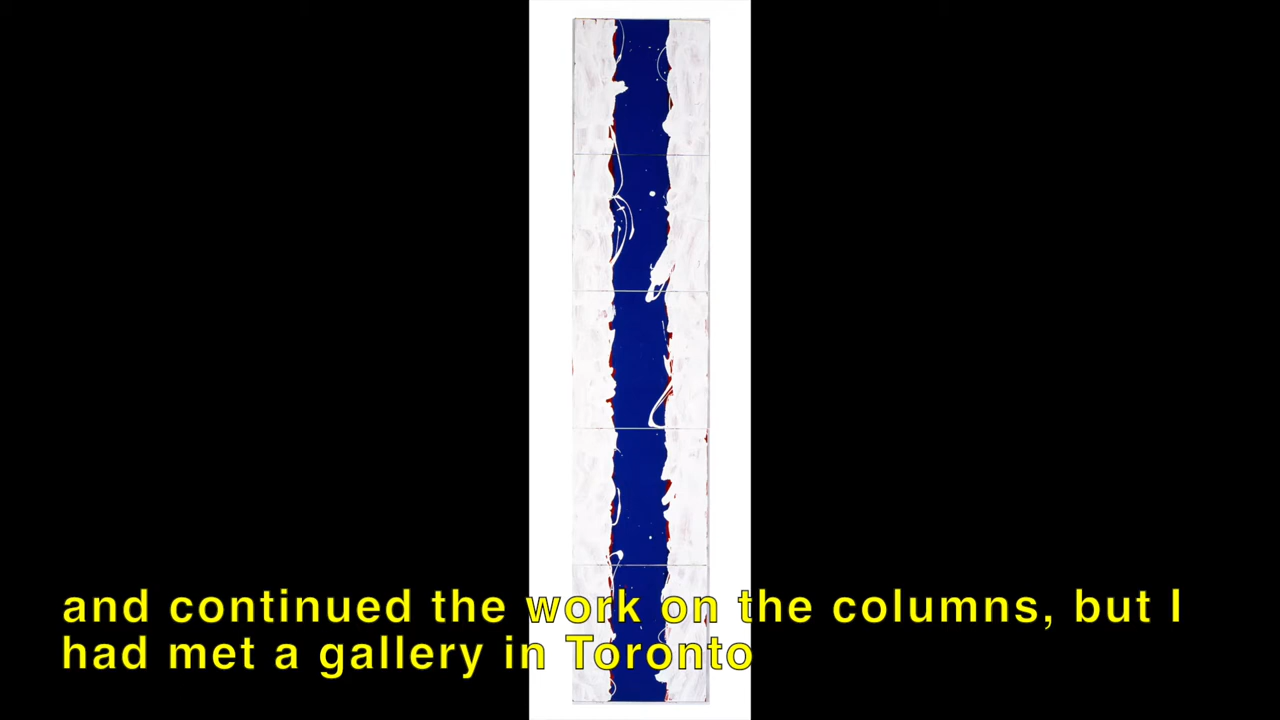 and continued the work on the columns, but I
had met a gallery in Toronto